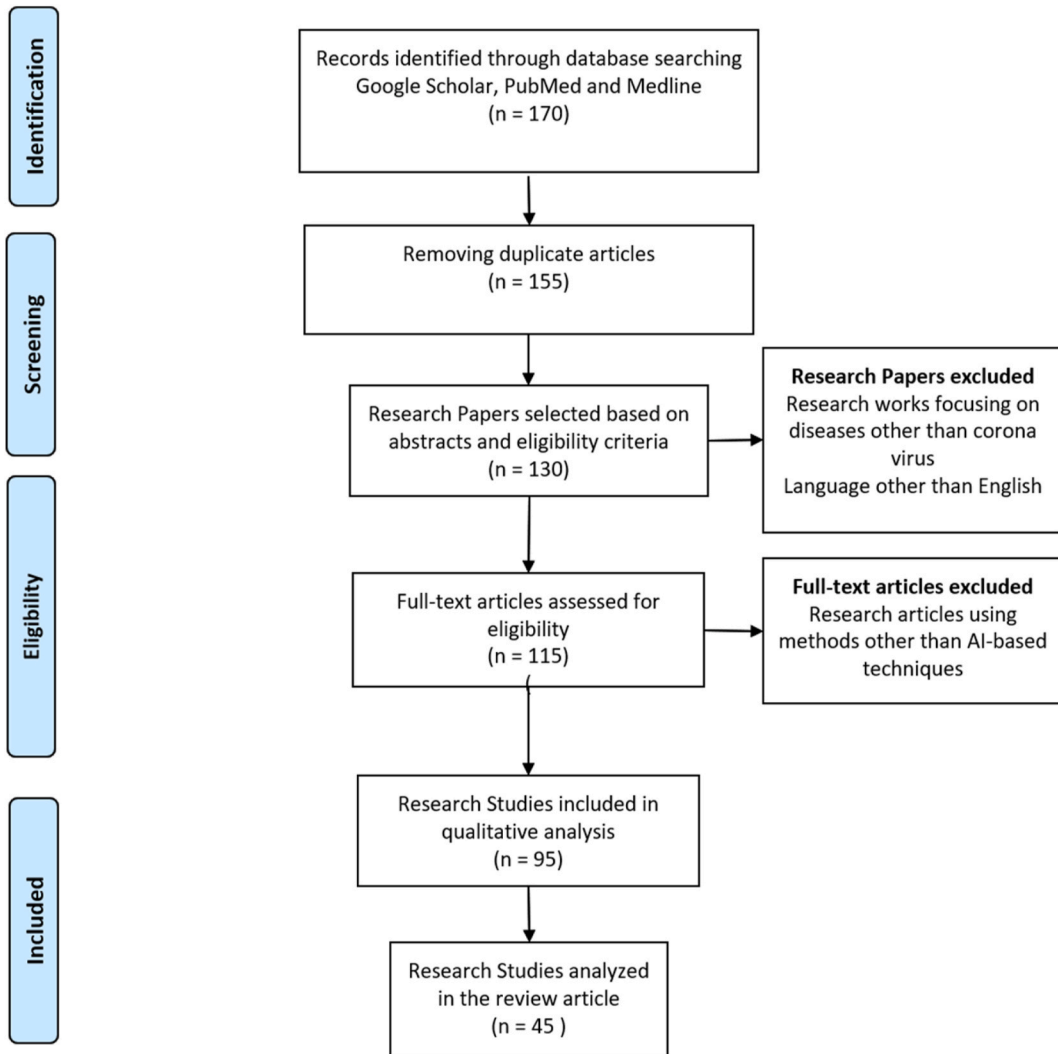 Identification
Records identified through database searching
Google Scholar, PubMed and Medline
(n = 170)
Screening
Removing duplicate articles
(n = 155)
Research Papers selected based on
abstracts and eligibility criteria
(n = 130)
Research Papers excluded
Research works focusing on
diseases other than corona
virus
Language other than English
Eligibility
Full-text articles assessed for
eligibility
(n = 115)
Full-text articles excluded
Research articles using
methods other than AI-based
techniques
Included
Research Studies included in
qualitative analysis
(n = 95)
Research Studies analyzed
in the review article
(n = 45 )